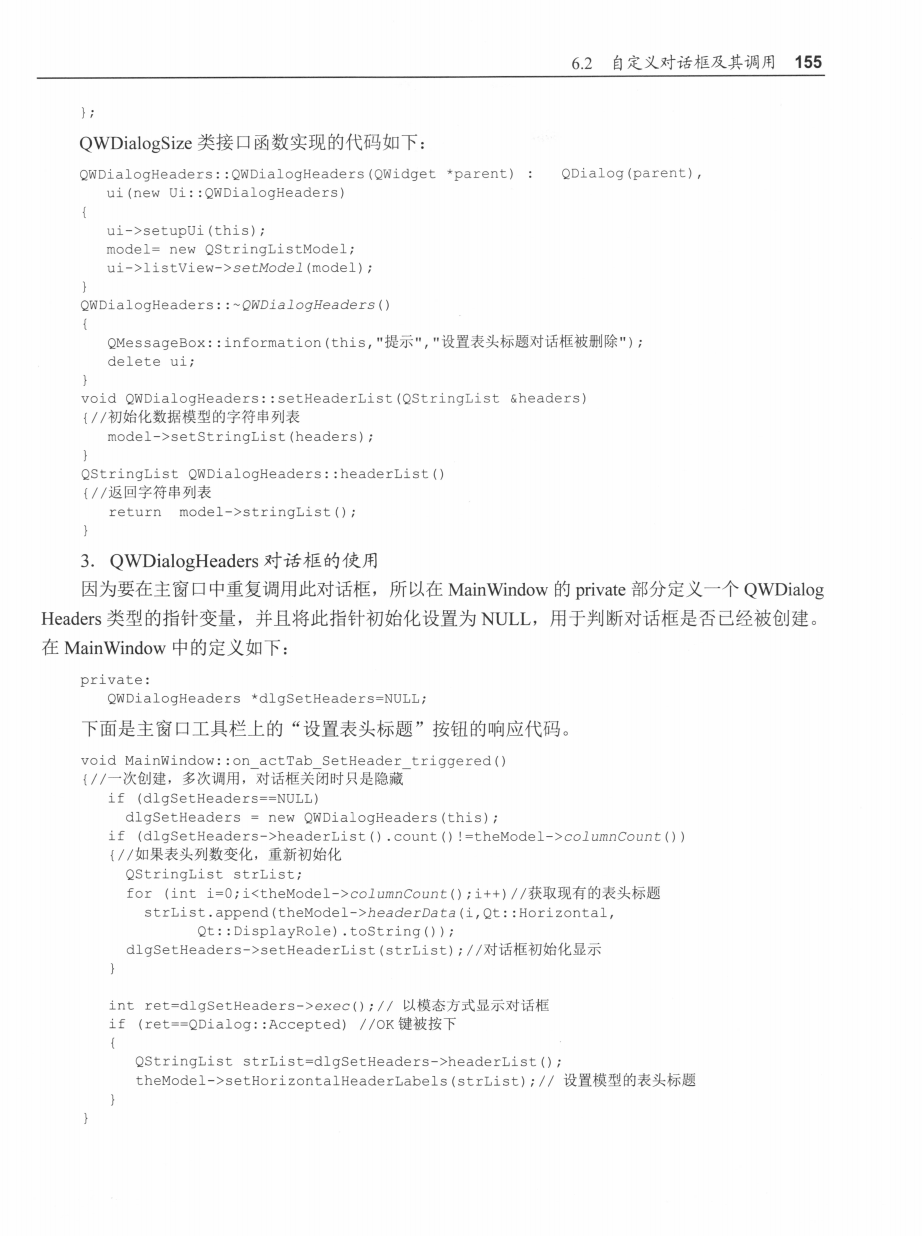 6.2 自定义对话框及其调用 155
};
QWDialogSize 类接口函数实现的代码如下：
QWDialogHeaders::QWDialogHeaders(QWidget *parent) :   QDialog(parent),
ui(new Ui::QWDialogHeaders)
{
ui->setupUi(this);
model= new QStringListModel;
ui->listView->setModel(model);
}
QWDialogHeaders::~QWDialogHeaders()
{
QMessageBox::information(this,"提示","设置表头标题对话框被删除");
delete ui;
}
void QWDialogHeaders::setHeaderList(QStringList &headers)
{//初始化数据模型的字符串列表
model->setStringList(headers);
}
QStringList QWDialogHeaders::headerList()
{//返回字符串列表
return  model->stringList();
}
3．QWDialogHeaders 对话框的使用
因为要在主窗口中重复调用此对话框，所以在 MainWindow 的 private 部分定义一个 QWDialog
Headers 类型的指针变量，并且将此指针初始化设置为 NULL，用于判断对话框是否已经被创建。
在 MainWindow 中的定义如下：
private:
QWDialogHeaders *dlgSetHeaders=NULL;
下面是主窗口工具栏上的“设置表头标题”按钮的响应代码。
void MainWindow::on_actTab_SetHeader_triggered()
{//一次创建，多次调用，对话框关闭时只是隐藏
if (dlgSetHeaders==NULL)
dlgSetHeaders = new QWDialogHeaders(this);
if (dlgSetHeaders->headerList().count()!=theModel->columnCount())
{//如果表头列数变化，重新初始化
QStringList strList;
for (int i=0;i<theModel->columnCount();i++)//获取现有的表头标题
strList.append(theModel->headerData(i,Qt::Horizontal,
Qt::DisplayRole).toString());
dlgSetHeaders->setHeaderList(strList);//对话框初始化显示
}
int ret=dlgSetHeaders->exec();// 以模态方式显示对话框
if (ret==QDialog::Accepted) //OK 键被按下
{
QStringList strList=dlgSetHeaders->headerList();
theModel->setHorizontalHeaderLabels(strList);// 设置模型的表头标题
}
}